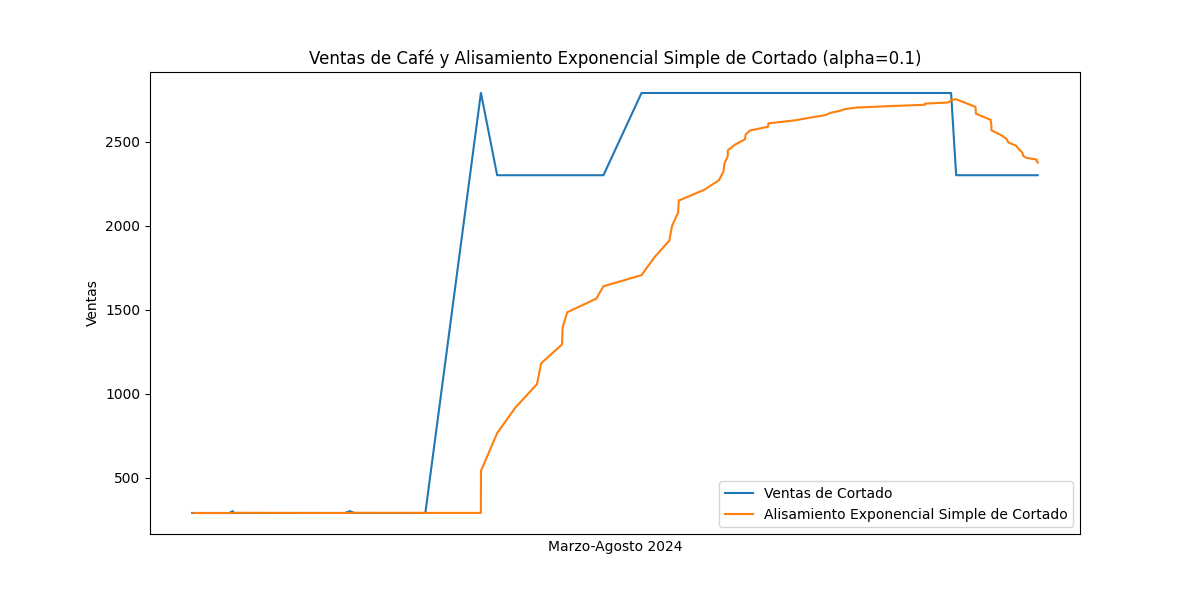 Ventas de Café y Alisamiento Exponencial Simple de Cortado (alpha=0.1)
2500
2000
1500
1000
500
Ventas
Ventas de Cortado
Alisamiento Exponencial Simple de Cortado
Marzo-Agosto 2024